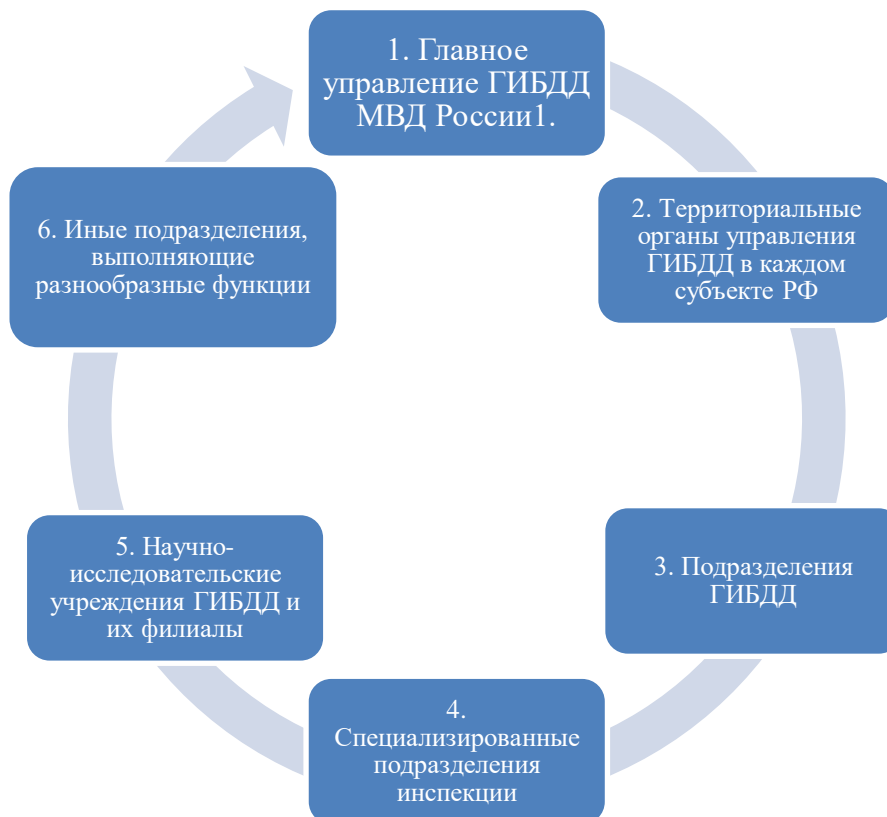 1. Главное
управление ГИБДД
МВД России1.
2. Территориальные
органы управления
ГИБДД в каждом
субъекте РФ
3. Подразделения
ГИБДД
4.
Специализированные
подразделения
инспекции
5. Научно-
исследовательские
учреждения ГИБДД и
их филиалы
6. Иные подразделения,
выполняющие
разнообразные функции